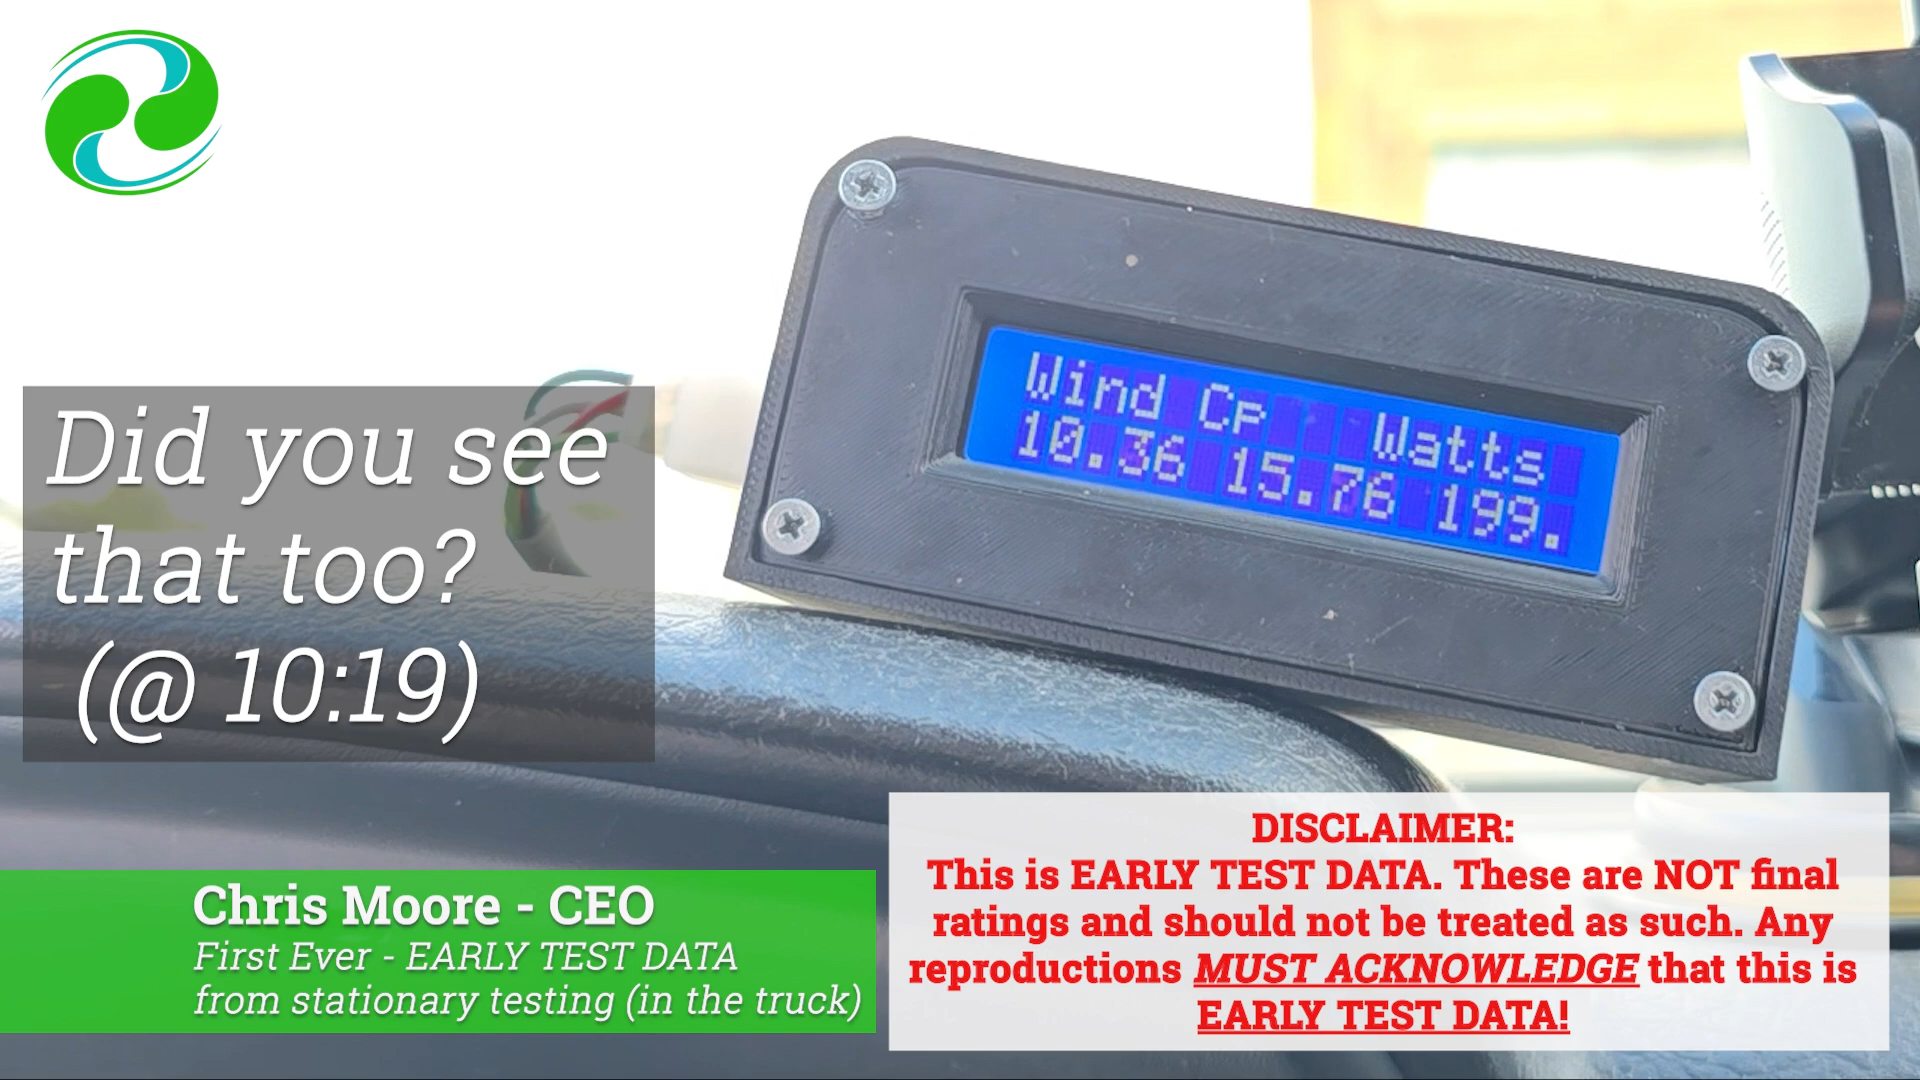 Wind Cp Watts
10.36 15.76 199.
Did you see
that too?
(@ 10:19)
Chris Moore - CEO
First Ever - EARLY TEST DATA
from stationary testing (in the truck)
DISCLAIMER:
This is EARLY TEST DATA. These are NOT final
ratings and should not be treated as such. Any
reproductions MUST ACKNOWLEDGE that this is
EARLY TEST DATA!